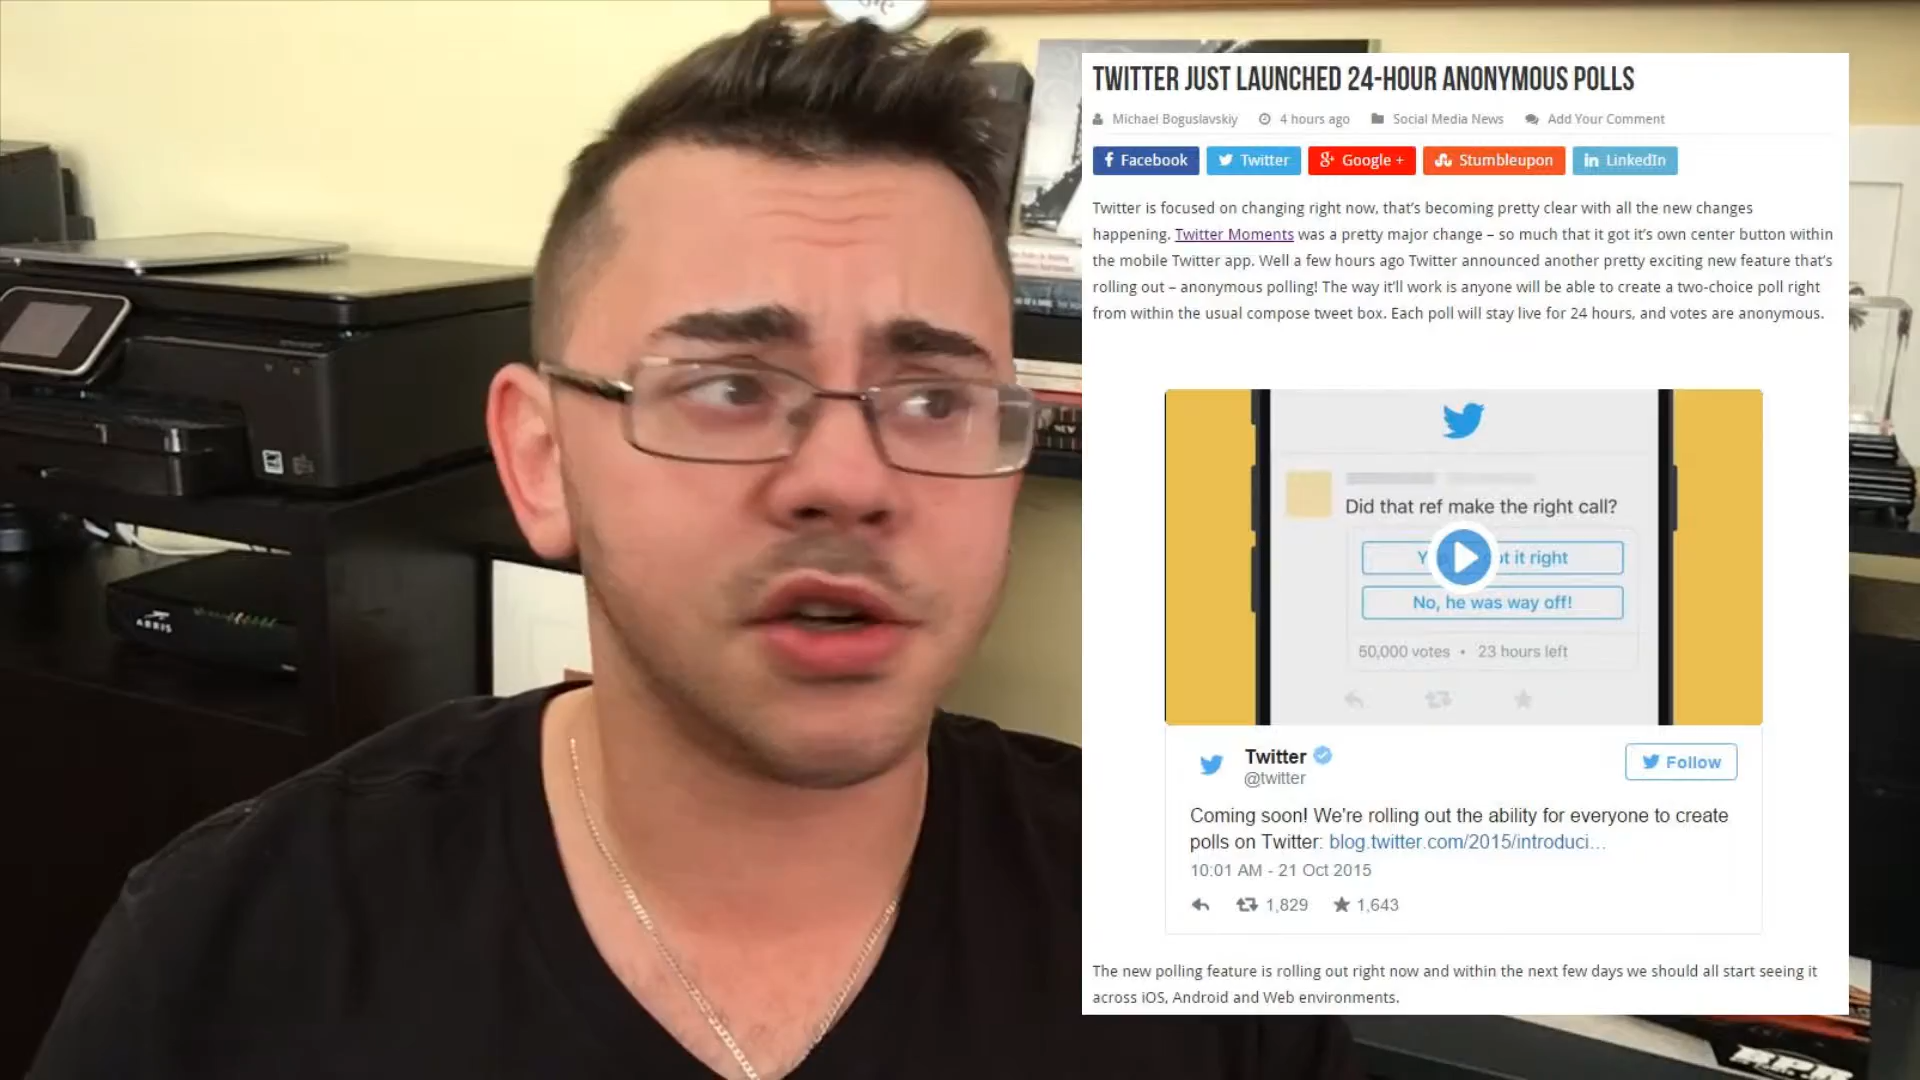 TWITTER JUST LAUNCHED 24-HOUR ANONYMOUS POLLS
Michael Boguslavskiy 4 hours ago Social Media News Add Your Comment
Facebook Twitter Google + Stumbleupon LinkedIn
Twitter is focused on changing right now, that's becoming pretty clear with all the new changes
happening. Twitter Moments was a pretty major change – so much that it got it's own center button within
the mobile Twitter app. Well a few hours ago Twitter announced another pretty exciting new feature that's
rolling out – anonymous polling! The way it'll work is anyone will be able to create a two-choice poll right
from within the usual compose tweet box. Each poll will stay live for 24 hours, and votes are anonymous.
Did that ref make the right call?
it right
No, he was way off!
50,000 votes • 23 hours left
Twitter
@twitter
Follow
Coming soon! We're rolling out the ability for everyone to create
polls on Twitter: blog.twitter.com/2015/introduci…
10:01 AM - 21 Oct 2015
1,829 1,643
The new polling feature is rolling out right now and within the next few days we should all start seeing it
across iOS, Android and Web environments.
ARRIS